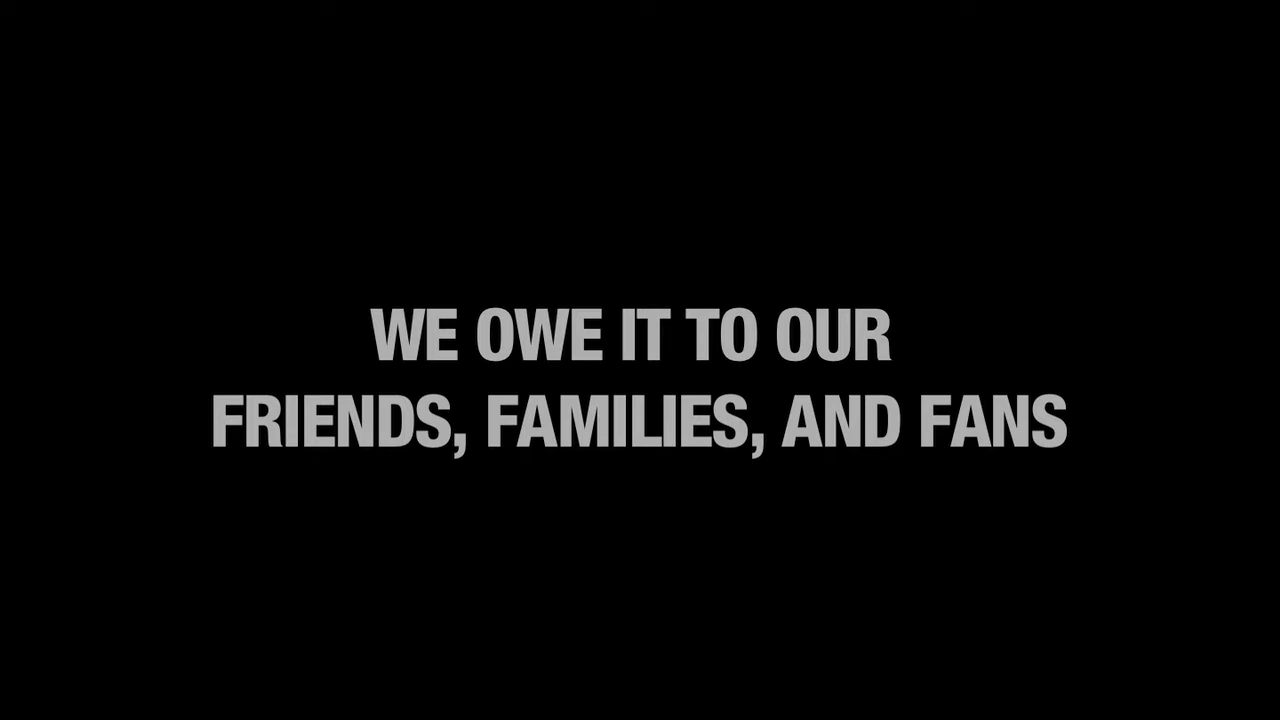 WE OWE IT TO OUR
FRIENDS, FAMILIES, AND FANS